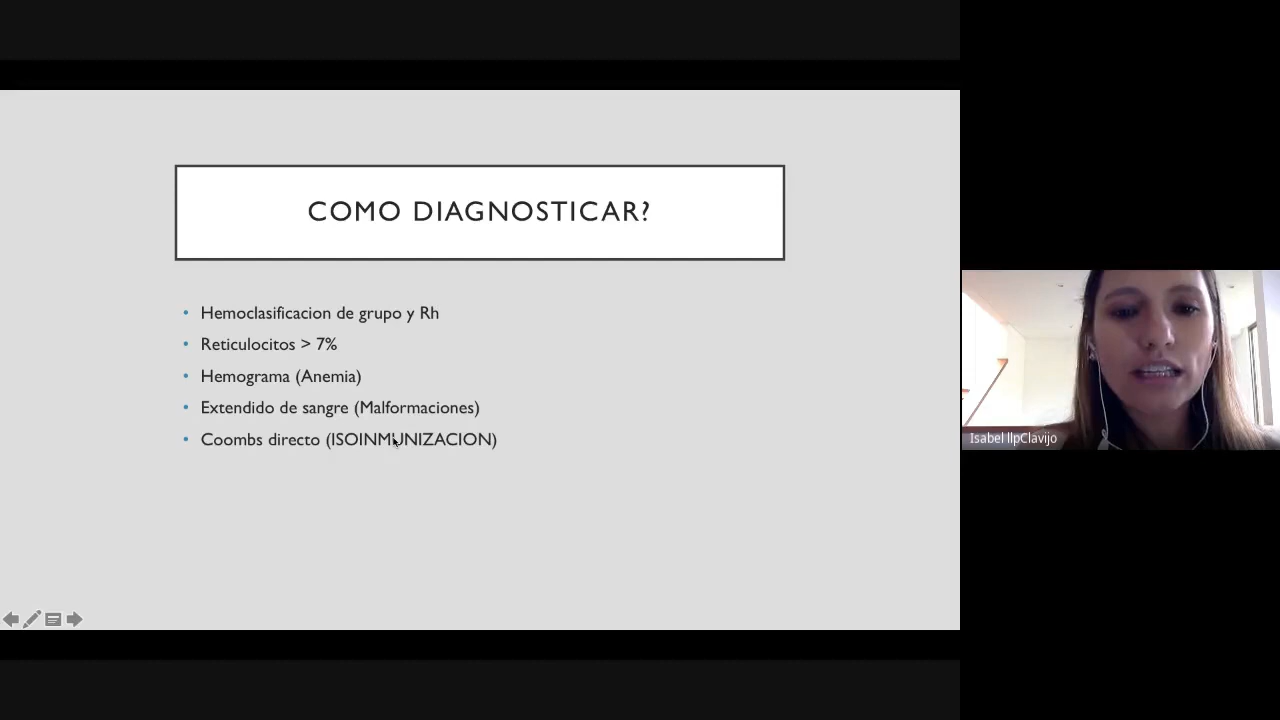 COMO DIAGNOSTICAR?
• Hemoclasificacion de grupo y Rh
• Reticulocitos > 7%
• Hemograma (Anemia)
• Extendido de sangre (Malformaciones)
• Coombs directo (ISOINMUNIZACION)
Isabel llpClavijo